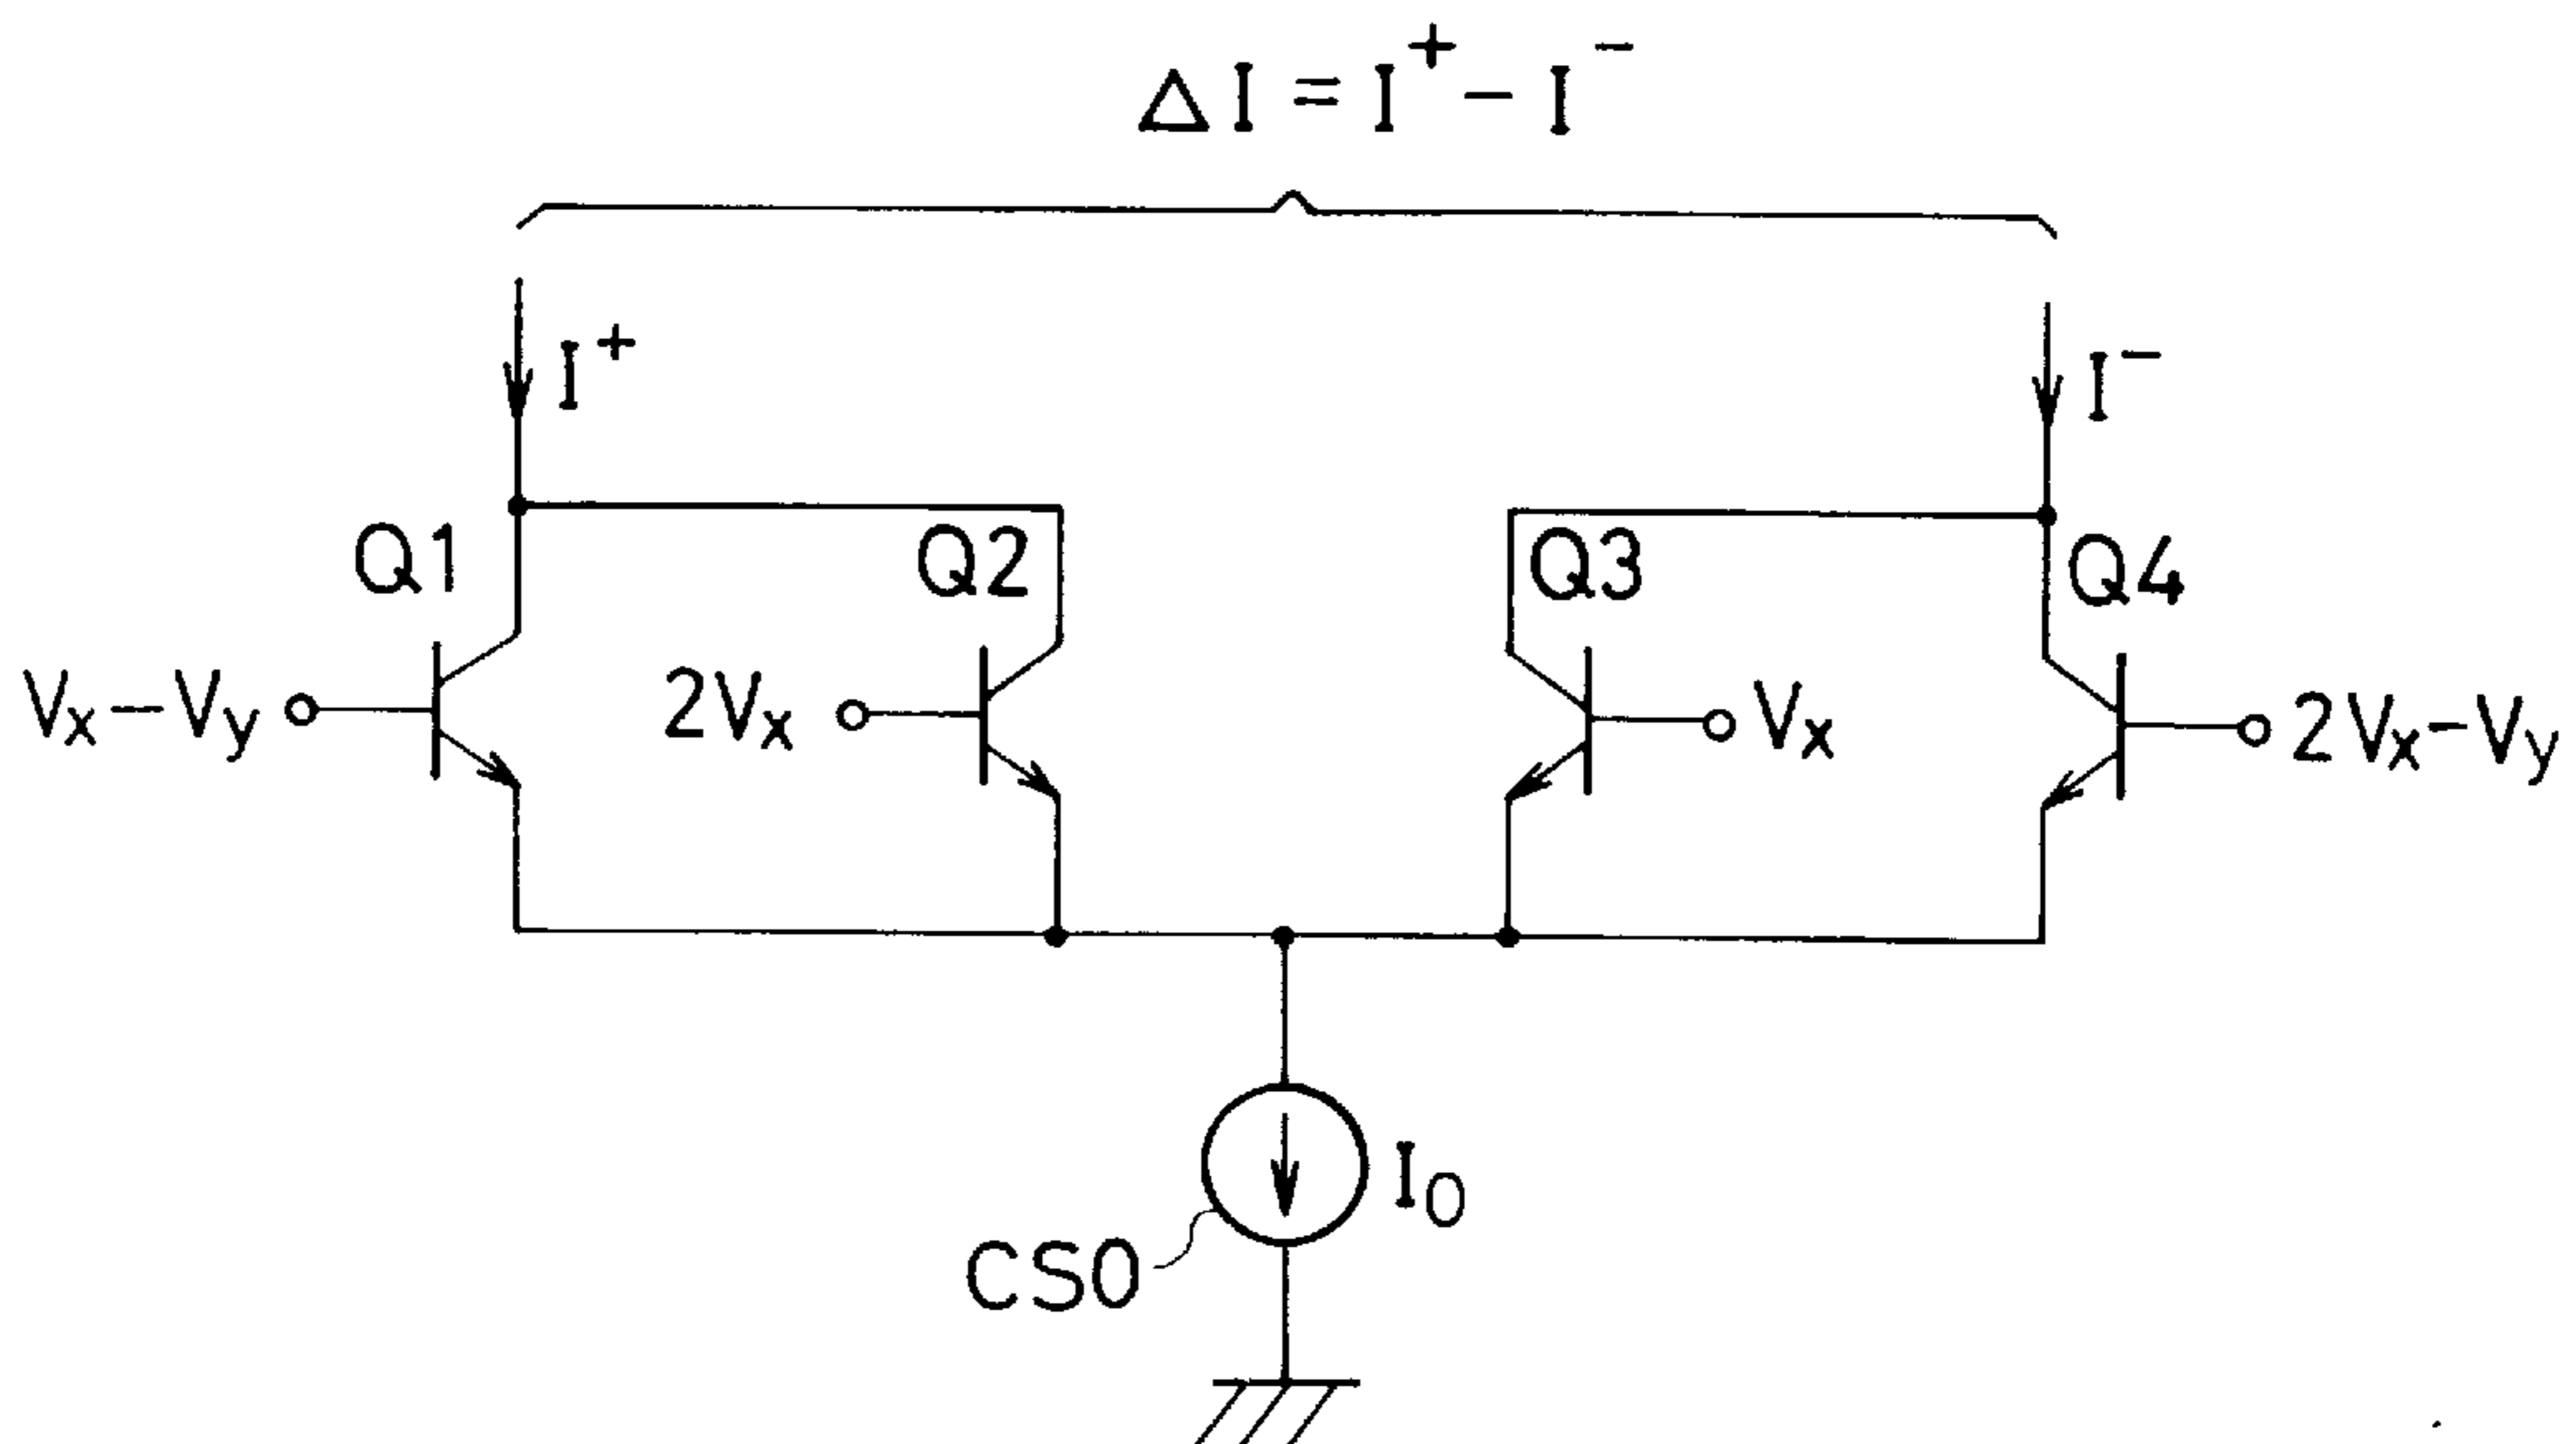 ΔI = I⁺ − I⁻
I⁺
I⁻
Q1
Q2
Q3
Q4
Vₓ−Vy
2Vₓ
Vₓ
2Vₓ−Vy
I₀
CS0